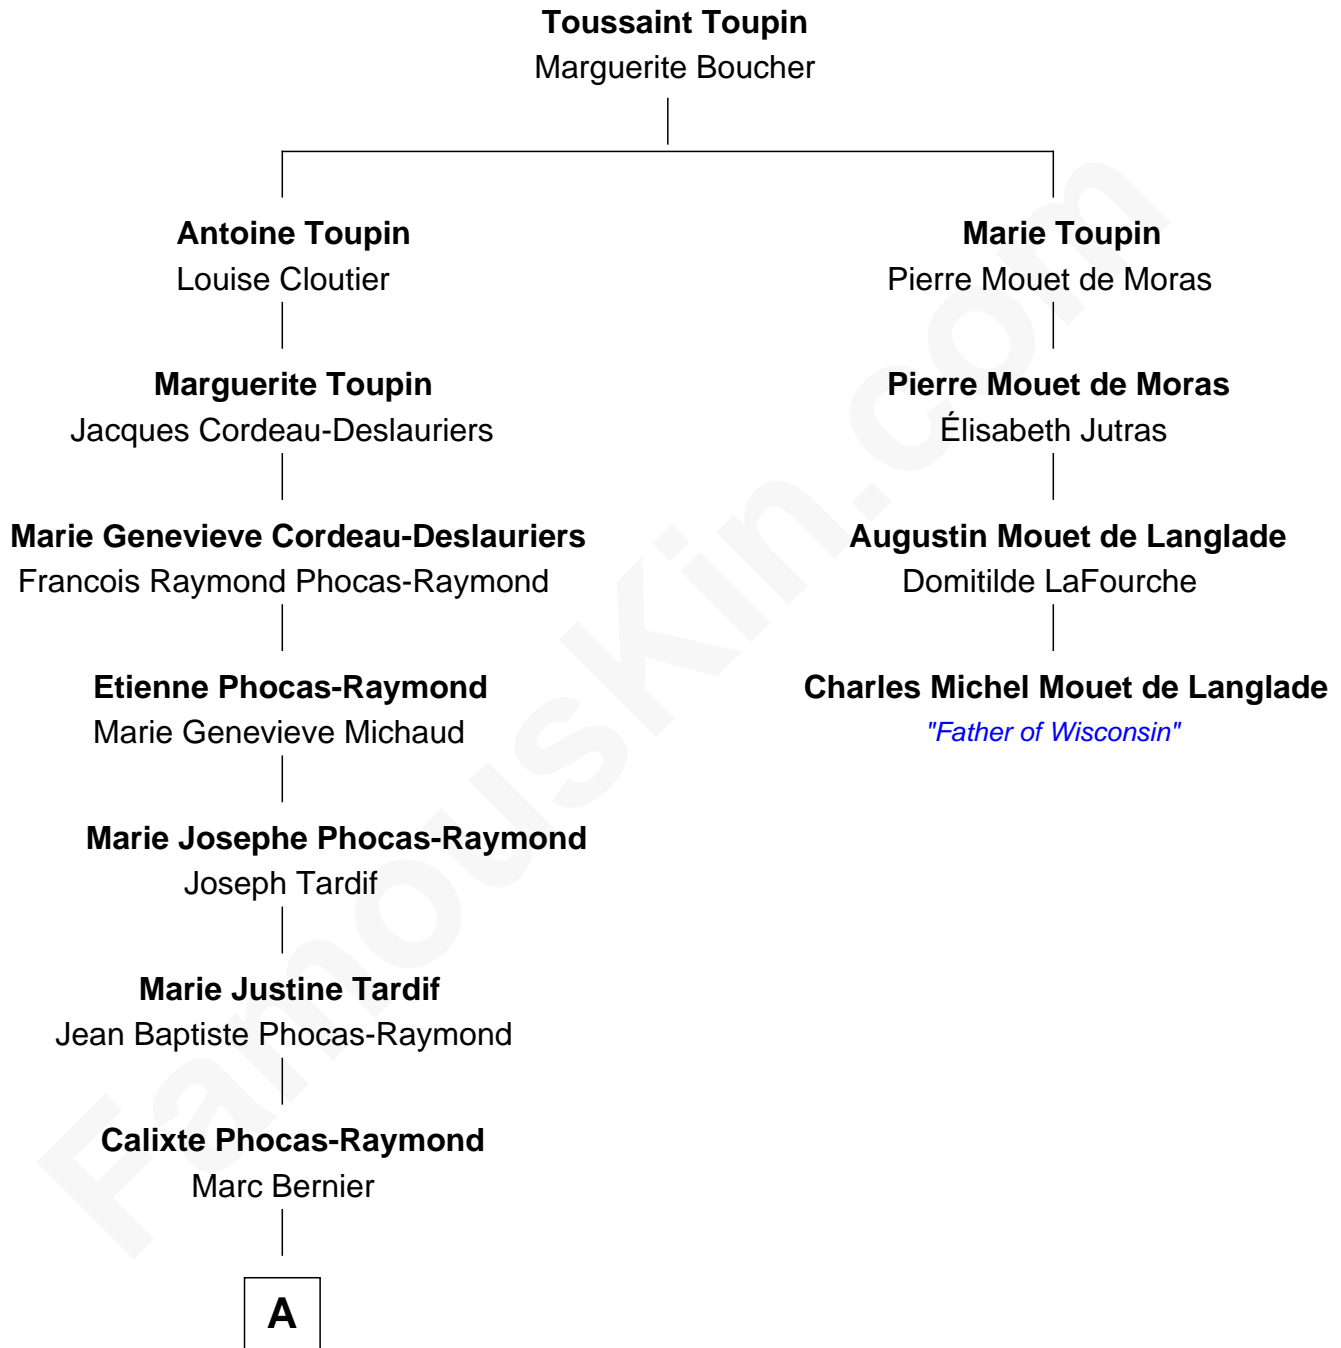 Toussaint Toupin
Marguerite Boucher
Antoine Toupin
Louise Cloutier
Marie Toupin
Pierre Mouet de Moras
Marguerite Toupin
Jacques Cordeau-Deslauriers
Pierre Mouet de Moras
Élisabeth Jutras
Marie Genevieve Cordeau-Deslauriers
Francois Raymond Phocas-Raymond
Augustin Mouet de Langlade
Domitilde LaFourche
Etienne Phocas-Raymond
Marie Genevieve Michaud
Charles Michel Mouet de Langlade
"Father of Wisconsin"
Marie Josephe Phocas-Raymond
Joseph Tardif
Marie Justine Tardif
Jean Baptiste Phocas-Raymond
Calixte Phocas-Raymond
Marc Bernier
A
FamousKin.com